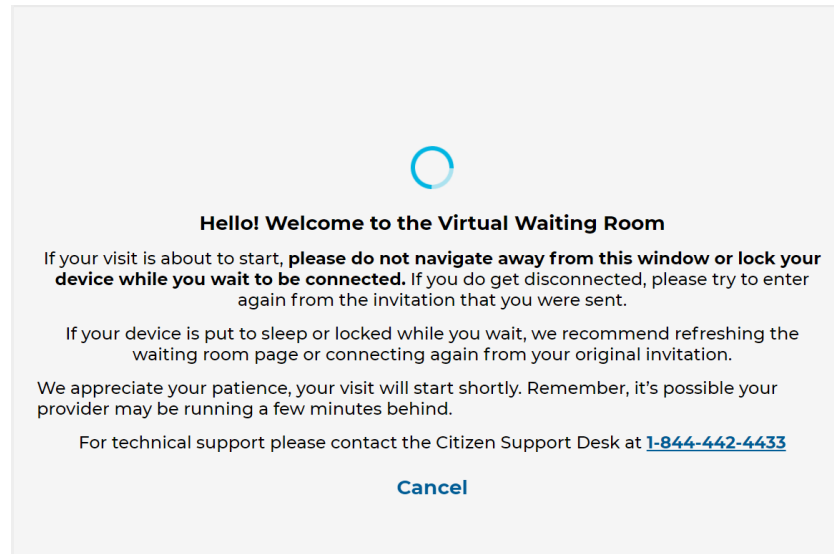 Hello! Welcome to the Virtual Waiting Room
If your visit is about to start, please do not navigate away from this window or lock your
device while you wait to be connected. If you do get disconnected, please try to enter
again from the invitation that you were sent.
If your device is put to sleep or locked while you wait, we recommend refreshing the
waiting room page or connecting again from your original invitation.
We appreciate your patience, your visit will start shortly. Remember, it’s possible your
provider may be running a few minutes behind.
For technical support please contact the Citizen Support Desk at 1-844-442-4433
Cancel